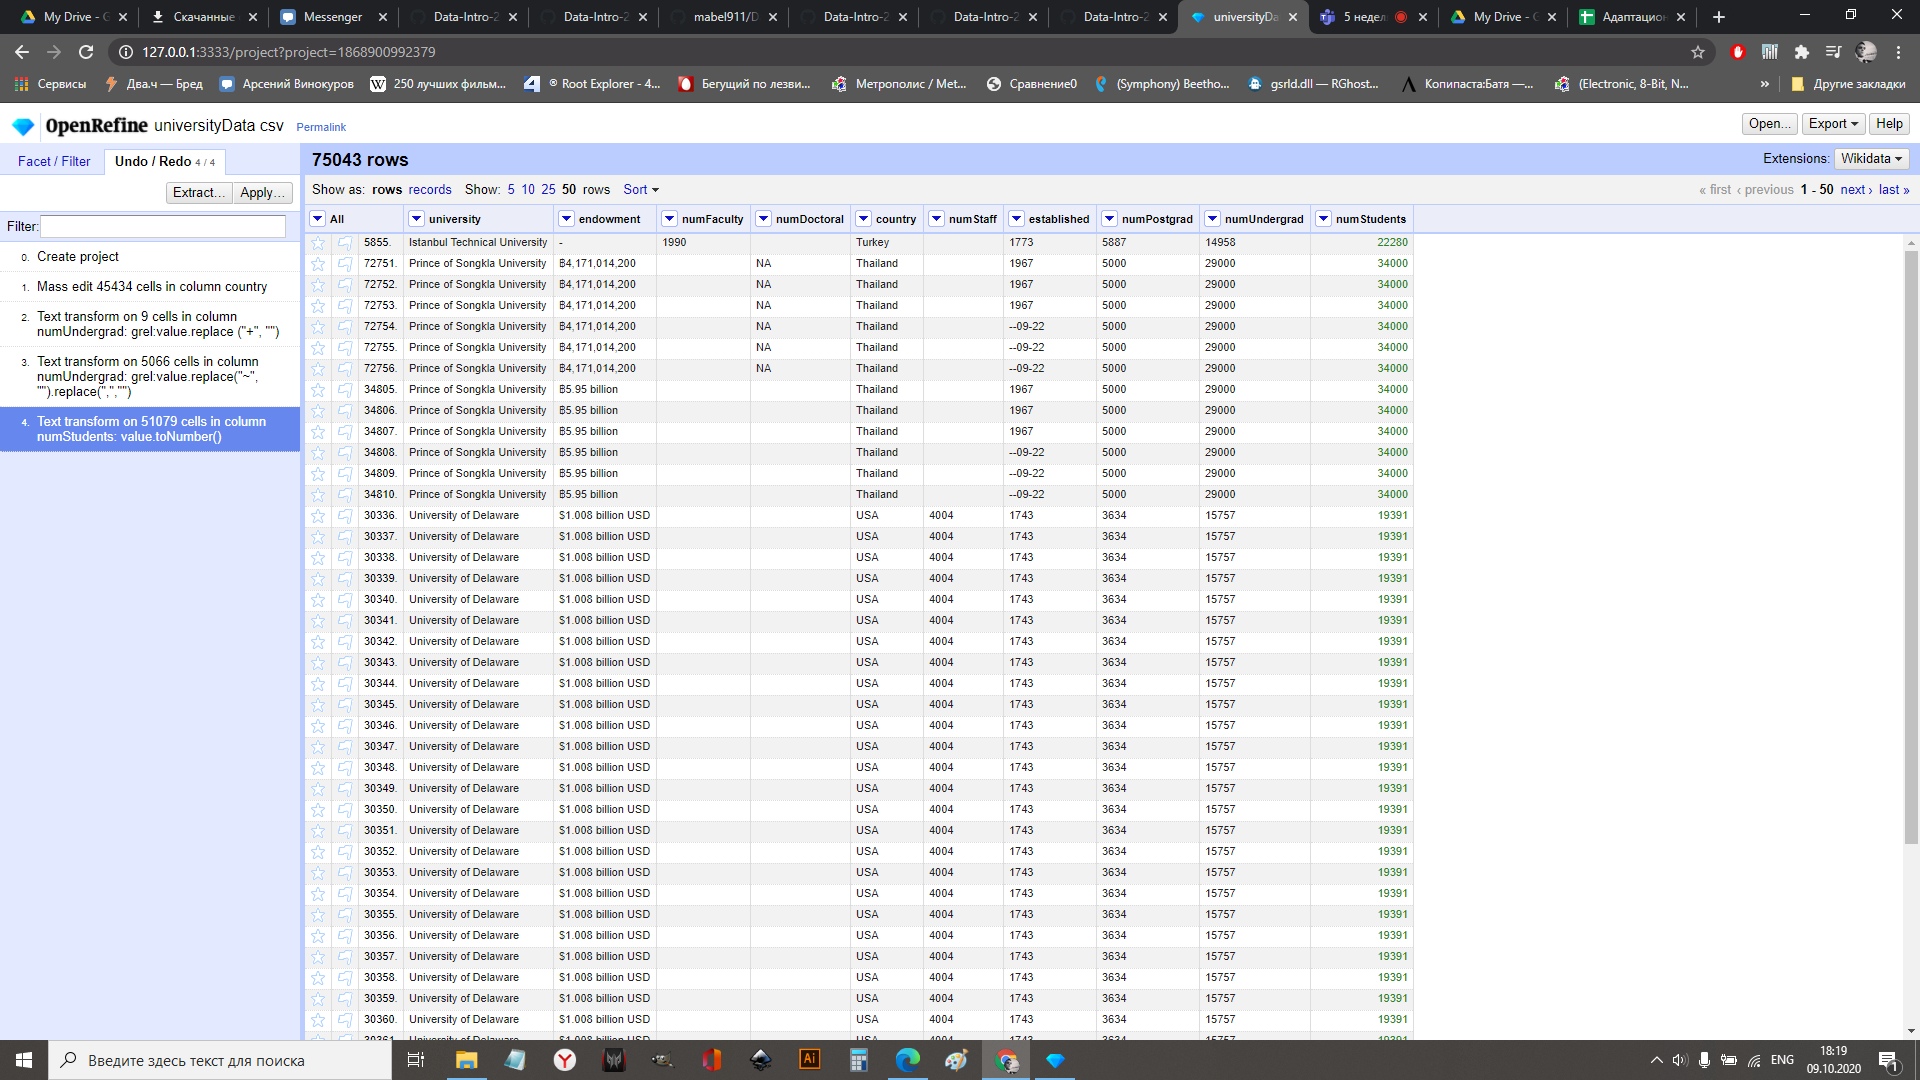 My Drive - G
Скачанные
Messenger
Data-Intro-2
Data-Intro-2
mabel911/D
Data-Intro-2
Data-Intro-2
Data-Intro-2
universityDa
5 недел
My Drive - G
Адаптацион
127.0.0.1:3333/project?project=1868900992379
Сервисы
Два.ч — Бред
Арсений Винокуров
250 лучших фильм...
® Root Explorer - 4...
Бегущий по лезви...
Метрополис / Met...
Сравнение0
(Symphony) Beetho...
gsrld.dll — RGhost...
Копипаста:Батя —...
(Electronic, 8-Bit, N...
»
Другие закладки
OpenRefine universityData csv Permalink
Open... Export Help
Facet / Filter Undo / Redo 4 / 4
75043 rows
Extensions: Wikidata
Extract... Apply...
Show as: rows records Show: 5 10 25 50 rows Sort
« first ‹ previous 1 - 50 next › last »
Filter:
0. Create project
1. Mass edit 45434 cells in column country
2. Text transform on 9 cells in column
numUndergrad: grel:value.replace ("+", "")
3. Text transform on 5066 cells in column
numUndergrad: grel:value.replace("~",
"").replace(",","")
4. Text transform on 51079 cells in column
numStudents: value.toNumber()
All university endowment numFaculty numDoctoral country numStaff established numPostgrad numUndergrad numStudents
5855. Istanbul Technical University - 1990 Turkey 1773 5887 14958 22280
72751. Prince of Songkla University ฿4,171,014,200 NA Thailand 1967 5000 29000 34000
72752. Prince of Songkla University ฿4,171,014,200 NA Thailand 1967 5000 29000 34000
72753. Prince of Songkla University ฿4,171,014,200 NA Thailand 1967 5000 29000 34000
72754. Prince of Songkla University ฿4,171,014,200 NA Thailand --09-22 5000 29000 34000
72755. Prince of Songkla University ฿4,171,014,200 NA Thailand --09-22 5000 29000 34000
72756. Prince of Songkla University ฿4,171,014,200 NA Thailand --09-22 5000 29000 34000
34805. Prince of Songkla University ฿5.95 billion Thailand 1967 5000 29000 34000
34806. Prince of Songkla University ฿5.95 billion Thailand 1967 5000 29000 34000
34807. Prince of Songkla University ฿5.95 billion Thailand 1967 5000 29000 34000
34808. Prince of Songkla University ฿5.95 billion Thailand --09-22 5000 29000 34000
34809. Prince of Songkla University ฿5.95 billion Thailand --09-22 5000 29000 34000
34810. Prince of Songkla University ฿5.95 billion Thailand --09-22 5000 29000 34000
30336. University of Delaware $1.008 billion USD USA 4004 1743 3634 15757 19391
30337. University of Delaware $1.008 billion USD USA 4004 1743 3634 15757 19391
30338. University of Delaware $1.008 billion USD USA 4004 1743 3634 15757 19391
30339. University of Delaware $1.008 billion USD USA 4004 1743 3634 15757 19391
30340. University of Delaware $1.008 billion USD USA 4004 1743 3634 15757 19391
30341. University of Delaware $1.008 billion USD USA 4004 1743 3634 15757 19391
30342. University of Delaware $1.008 billion USD USA 4004 1743 3634 15757 19391
30343. University of Delaware $1.008 billion USD USA 4004 1743 3634 15757 19391
30344. University of Delaware $1.008 billion USD USA 4004 1743 3634 15757 19391
30345. University of Delaware $1.008 billion USD USA 4004 1743 3634 15757 19391
30346. University of Delaware $1.008 billion USD USA 4004 1743 3634 15757 19391
30347. University of Delaware $1.008 billion USD USA 4004 1743 3634 15757 19391
30348. University of Delaware $1.008 billion USD USA 4004 1743 3634 15757 19391
30349. University of Delaware $1.008 billion USD USA 4004 1743 3634 15757 19391
30350. University of Delaware $1.008 billion USD USA 4004 1743 3634 15757 19391
30351. University of Delaware $1.008 billion USD USA 4004 1743 3634 15757 19391
30352. University of Delaware $1.008 billion USD USA 4004 1743 3634 15757 19391
30353. University of Delaware $1.008 billion USD USA 4004 1743 3634 15757 19391
30354. University of Delaware $1.008 billion USD USA 4004 1743 3634 15757 19391
30355. University of Delaware $1.008 billion USD USA 4004 1743 3634 15757 19391
30356. University of Delaware $1.008 billion USD USA 4004 1743 3634 15757 19391
30357. University of Delaware $1.008 billion USD USA 4004 1743 3634 15757 19391
30358. University of Delaware $1.008 billion USD USA 4004 1743 3634 15757 19391
30359. University of Delaware $1.008 billion USD USA 4004 1743 3634 15757 19391
30360. University of Delaware $1.008 billion USD USA 4004 1743 3634 15757 19391
Введите здесь текст для поиска
Ai
ENG
18:19
09.10.2020
1